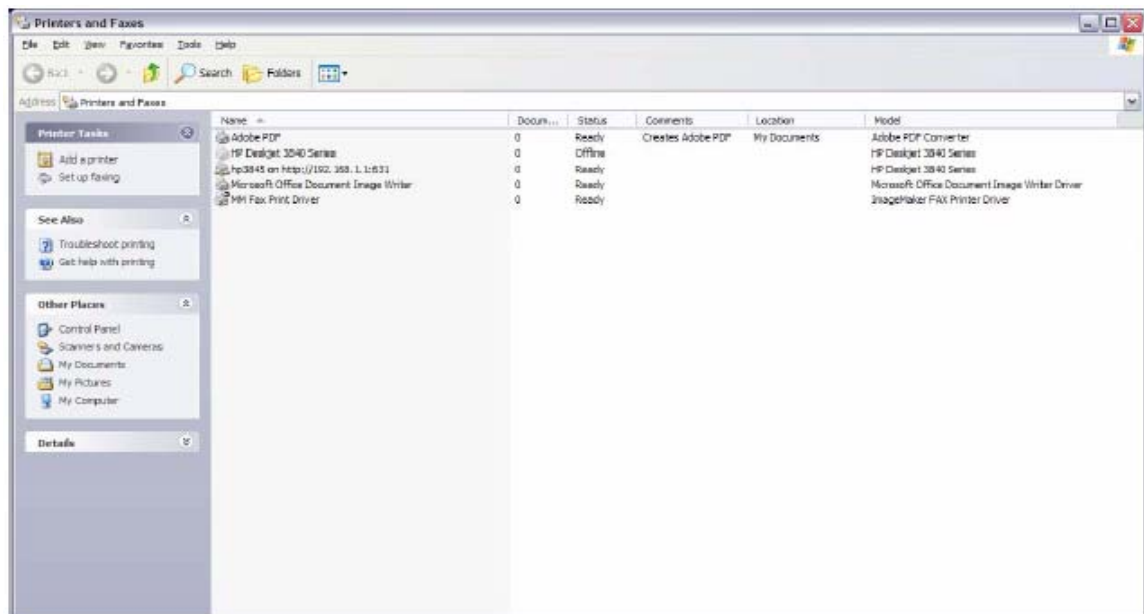 Printers and Faxes
File Edit View Favorites Tools Help
Back Search Folders
Address Printers and Faxes
Name Docum... Status Comments Location Model
Adobe PDF 0 Ready Creates Adobe PDF My Documents Adobe PDF Converter
HP Deskjet 3840 Series 0 Offline HP Deskjet 3840 Series
hp3845 on http://192.168.1.1:631 0 Ready HP Deskjet 3840 Series
Microsoft Office Document Image Writer 0 Ready Microsoft Office Document Image Writer Driver
MM Fax Print Driver 0 Ready ImageMaker FAX Printer Driver
Printer Tasks
Add a printer
Set up faxing
See Also
Troubleshoot printing
Get help with printing
Other Places
Control Panel
Scanners and Cameras
My Documents
My Pictures
My Computer
Details